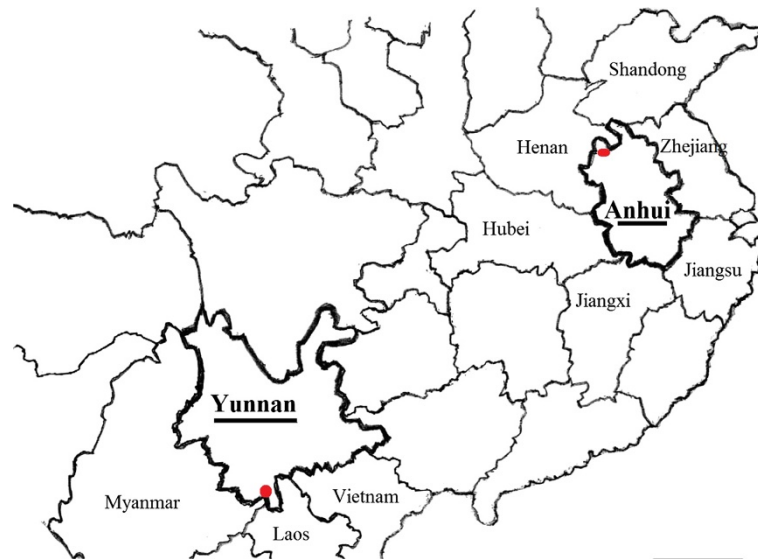 Shandong
Henan
Zhejiang
Anhui
Hubei
Jiangsu
Jiangxi
Yunnan
Myanmar
Vietnam
Laos